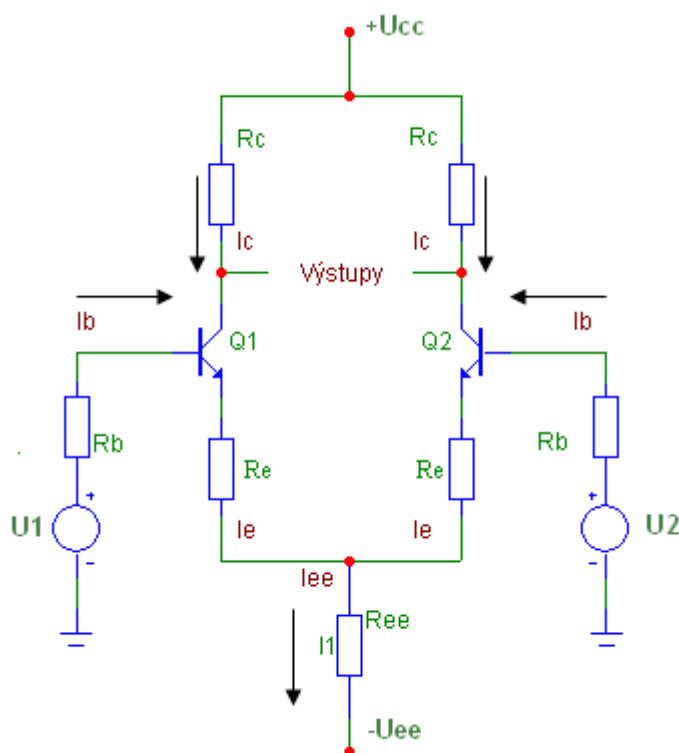 +Ucc
Rc Rc
Ic Výstupy Ic
Ib Q1 Q2 Ib
Rb Re Re Rb
+ +
U1 Ie Ie U2
- -
Iee
Ree
I1
-Uee